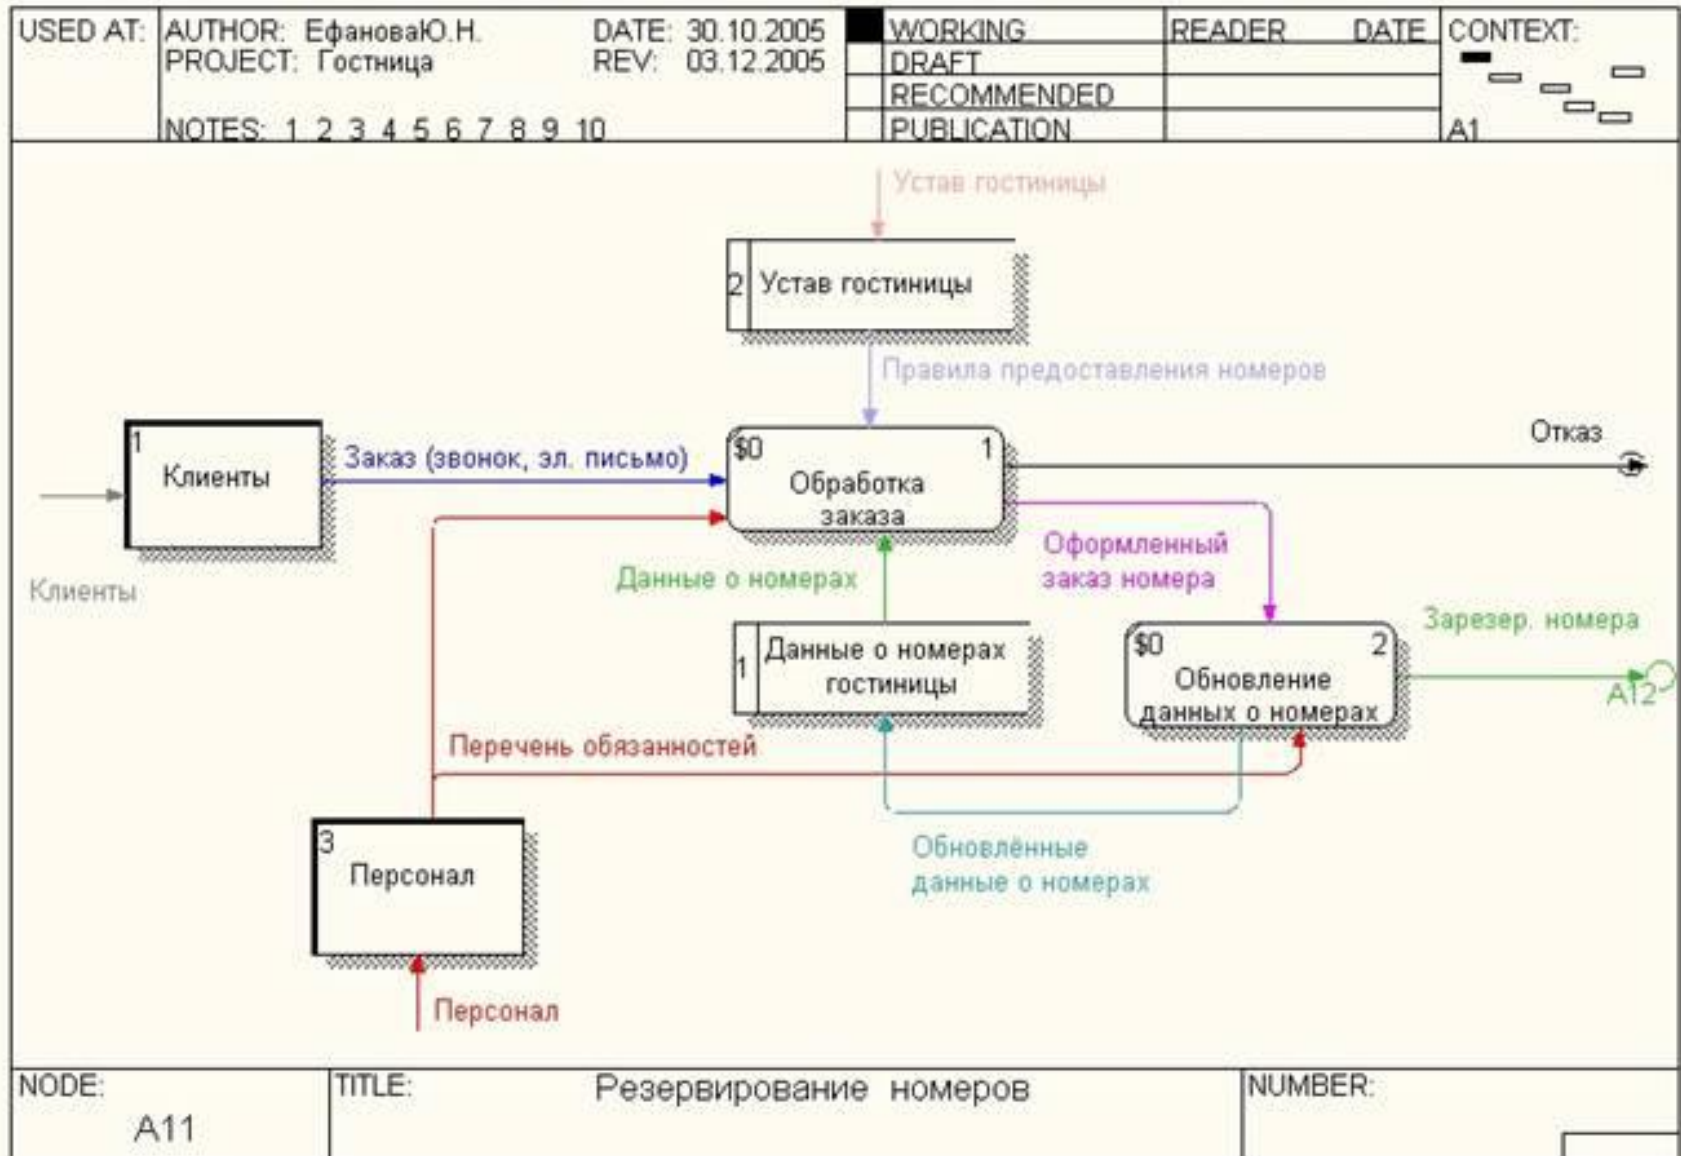 USED AT:
AUTHOR: ЕфановаЮ.Н.
DATE: 30.10.2005
PROJECT: Гостница
REV: 03.12.2005
NOTES: 1 2 3 4 5 6 7 8 9 10
WORKING
DRAFT
RECOMMENDED
PUBLICATION
READER DATE
CONTEXT:
A1
Устав гостиницы
2
Устав гостиницы
Правила предоставления номеров
1
Клиенты
Заказ (звонок, эл. письмо)
$0 1
Обработка
заказа
Отказ
Клиенты
Данные о номерах
Оформленный
заказ номера
1
Данные о номерах
гостиницы
$0 2
Обновление
данных о номерах
Зарезер. номера
A12
Перечень обязанностей
3
Персонал
Обновлённые
данные о номерах
Персонал
NODE:
A11
TITLE:
Резервирование номеров
NUMBER: